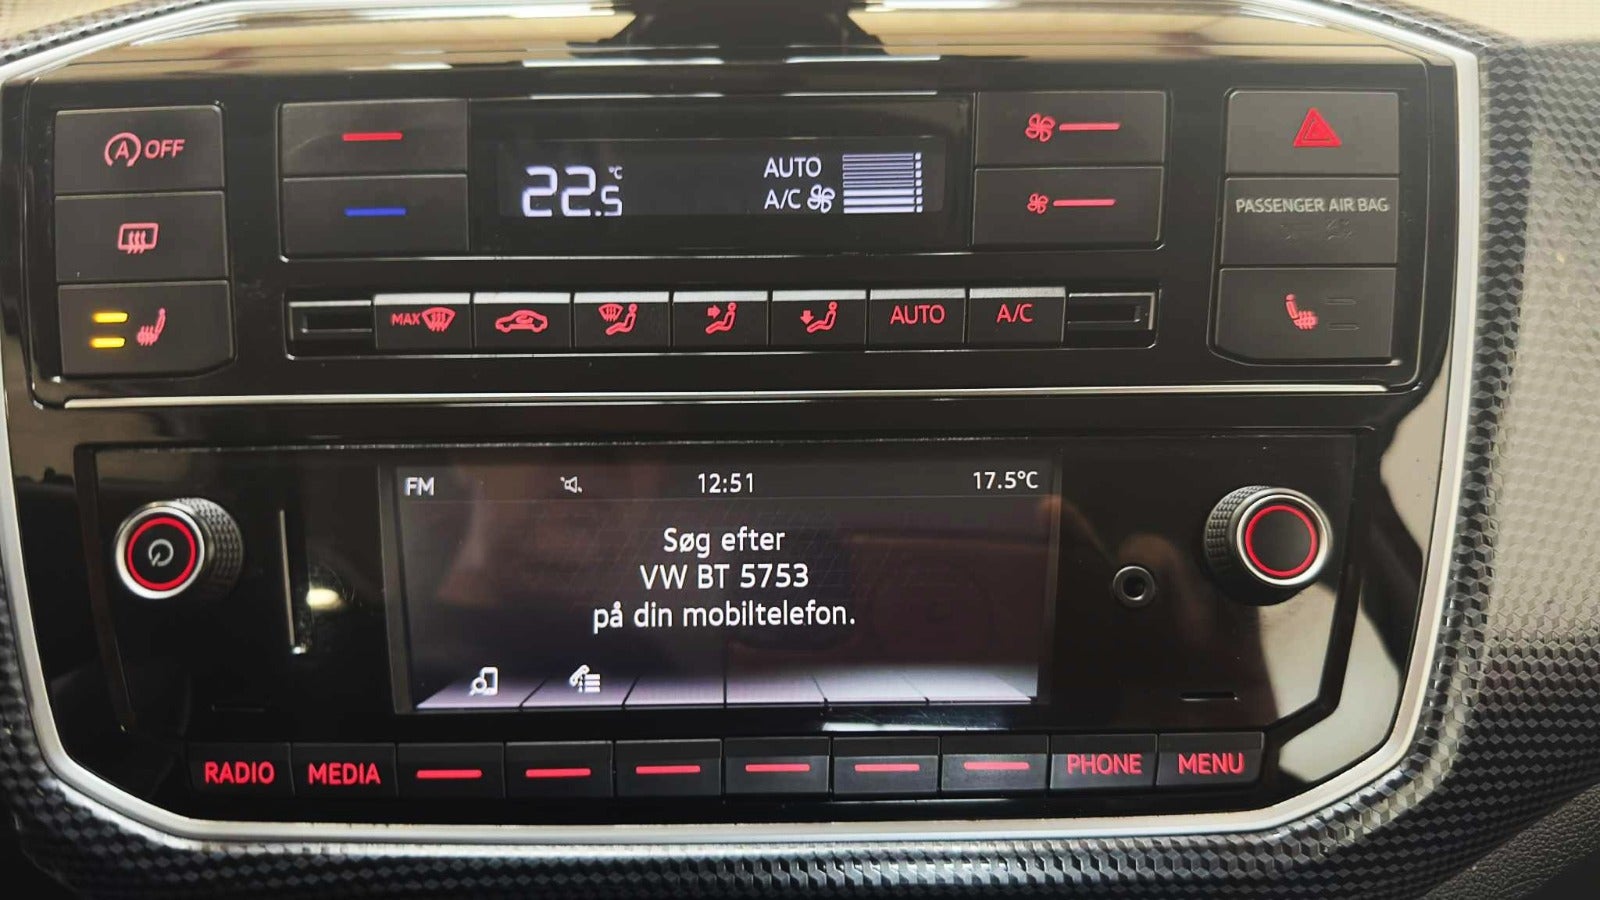 A OFF
22.5 °C
AUTO
A/C
PASSENGER AIR BAG
MAX
AUTO
A/C
FM
12:51
17.5°C
Søg efter
VW BT 5753
på din mobiltelefon.
RADIO
MEDIA
PHONE
MENU